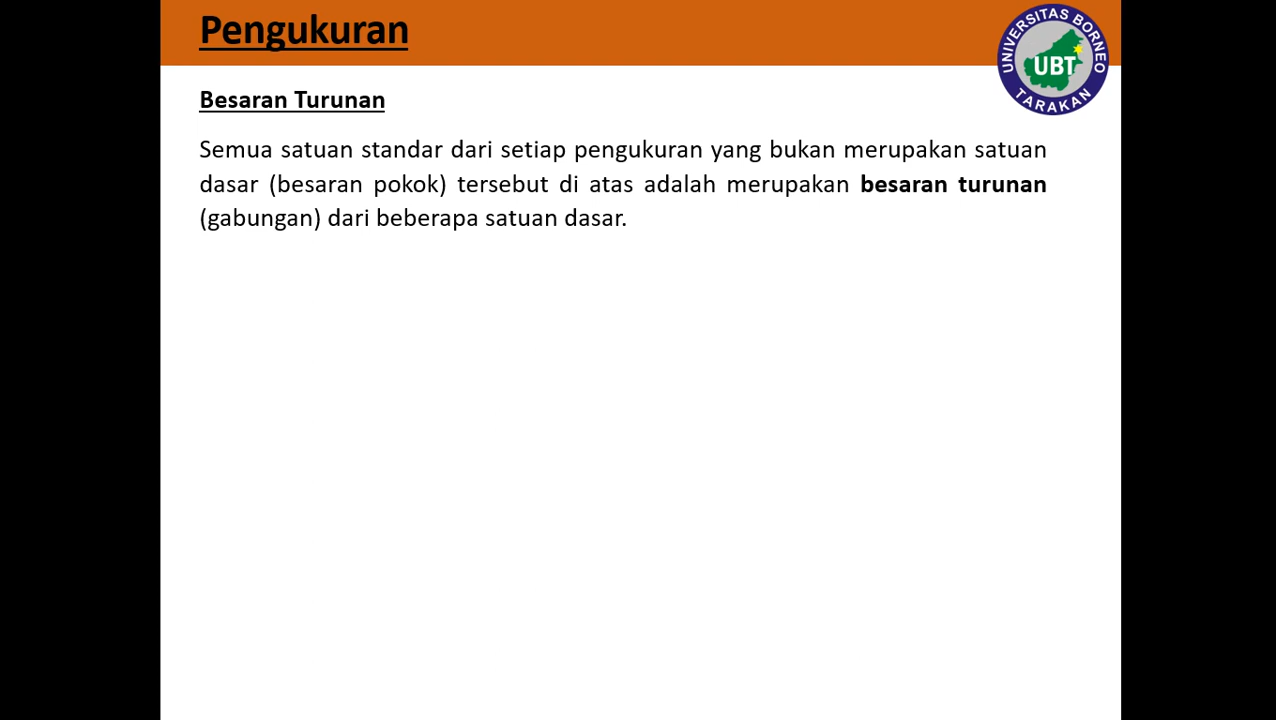 Pengukuran
UNIVERSITAS BORNEO
UBT
TARAKAN
Besaran Turunan
Semua satuan standar dari setiap pengukuran yang bukan merupakan satuan
dasar (besaran pokok) tersebut di atas adalah merupakan besaran turunan
(gabungan) dari beberapa satuan dasar.